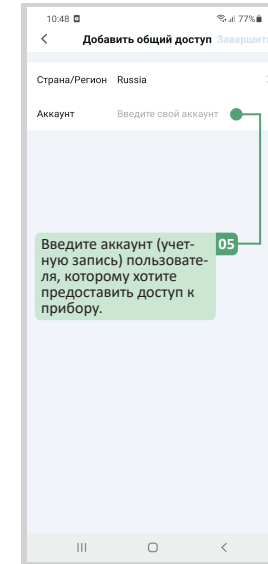 10:48 77%
Добавить общий доступ Завершить
Страна/Регион Russia
Аккаунт Введите свой аккаунт
05
Введите аккаунт (учет-
ную запись) пользовате-
ля, которому хотите
предоставить доступ к
прибору.